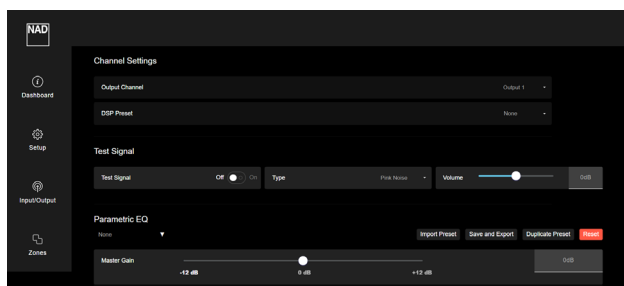 NAD
Channel Settings
Dashboard
Output Channel Output 1
DSP Preset None
Setup
Test Signal
Test Signal Off On Type Pink Noise Volume 0dB
Input/Output
Parametric EQ
None Import Preset Save and Export Duplicate Preset Reset
Zones
Master Gain 0dB
-12 dB 0 dB +12 dB